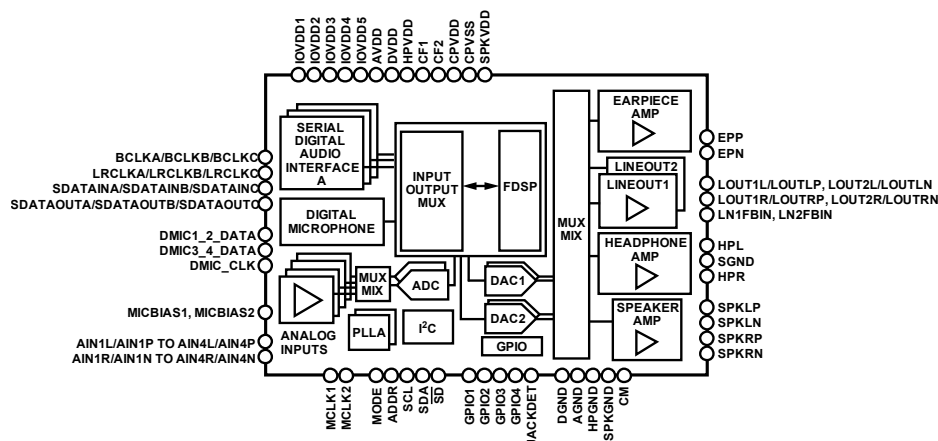 IOVDD1
IOVDD2
IOVDD3
IOVDD4
IOVDD5
AVDD
DVDD
HPVDD
CF1
CF2
CPVDD
CPVSS
SPKVDD
BCLKA/BCLKB/BCLKC
LRCLKA/LRCLKB/LRCLKC
SDATAINA/SDATAINB/SDATAINC
SDATAOUTA/SDATAOUTB/SDATAOUTC
DMIC1_2_DATA
DMIC3_4_DATA
DMIC_CLK
MICBIAS1, MICBIAS2
AIN1L/AIN1P TO AIN4L/AIN4P
AIN1R/AIN1N TO AIN4R/AIN4N
SERIAL
DIGITAL
AUDIO
INTERFACE
A
DIGITAL
MICROPHONE
ANALOG
INPUTS
MUX
MIX
ADC
PLLA
I²C
INPUT
OUTPUT
MUX
FDSP
DAC1
DAC2
GPIO
MUX
MIX
EARPIECE
AMP
LINEOUT2
LINEOUT1
HEADPHONE
AMP
SPEAKER
AMP
EPP
EPN
LOUT1L/LOUTLP, LOUT2L/LOUTLN
LOUT1R/LOUTRP, LOUT2R/LOUTRN
LN1FBIN, LN2FBIN
HPL
SGND
HPR
SPKLP
SPKLN
SPKRP
SPKRN
MCLK1
MCLK2
MODE
ADDR
SCL
SDA
SD
GPIO1
GPIO2
GPIO3
GPIO4
JACKDET
DGND
AGND
HPGND
SPKGND
CM